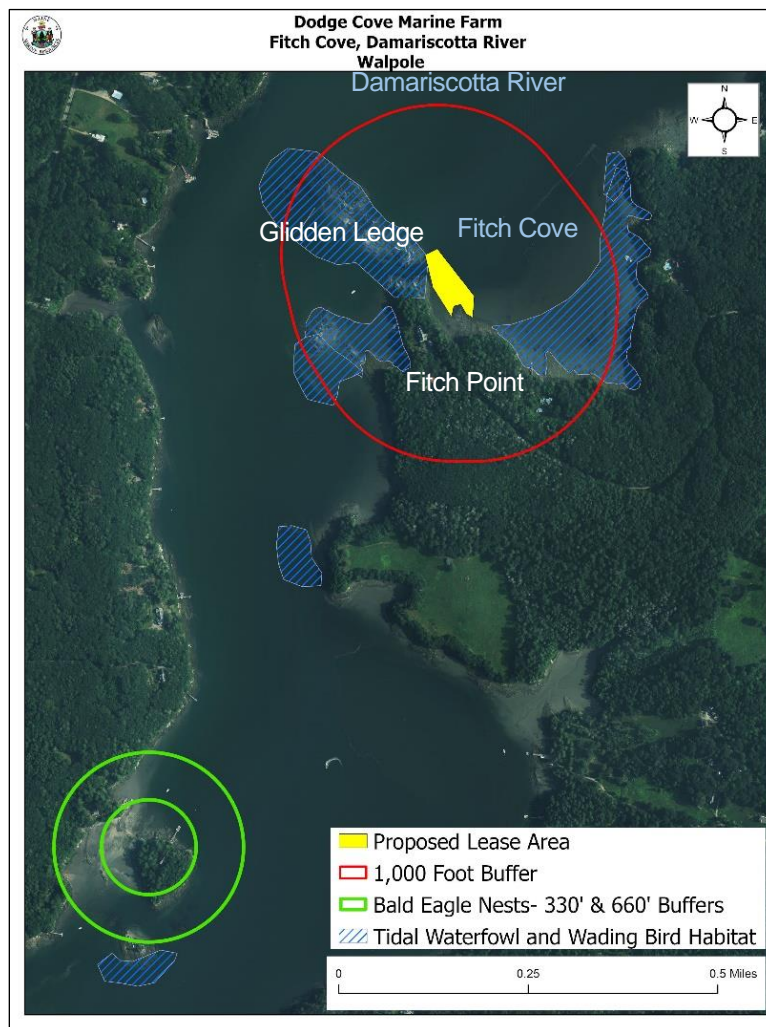 Dodge Cove Marine Farm
Fitch Cove, Damariscotta River
Walpole
Damariscotta River
N
W
E
S
Glidden Ledge
Fitch Cove
Fitch Point
Proposed Lease Area
1,000 Foot Buffer
Bald Eagle Nests- 330' & 660' Buffers
Tidal Waterfowl and Wading Bird Habitat
0
0.25
0.5 Miles